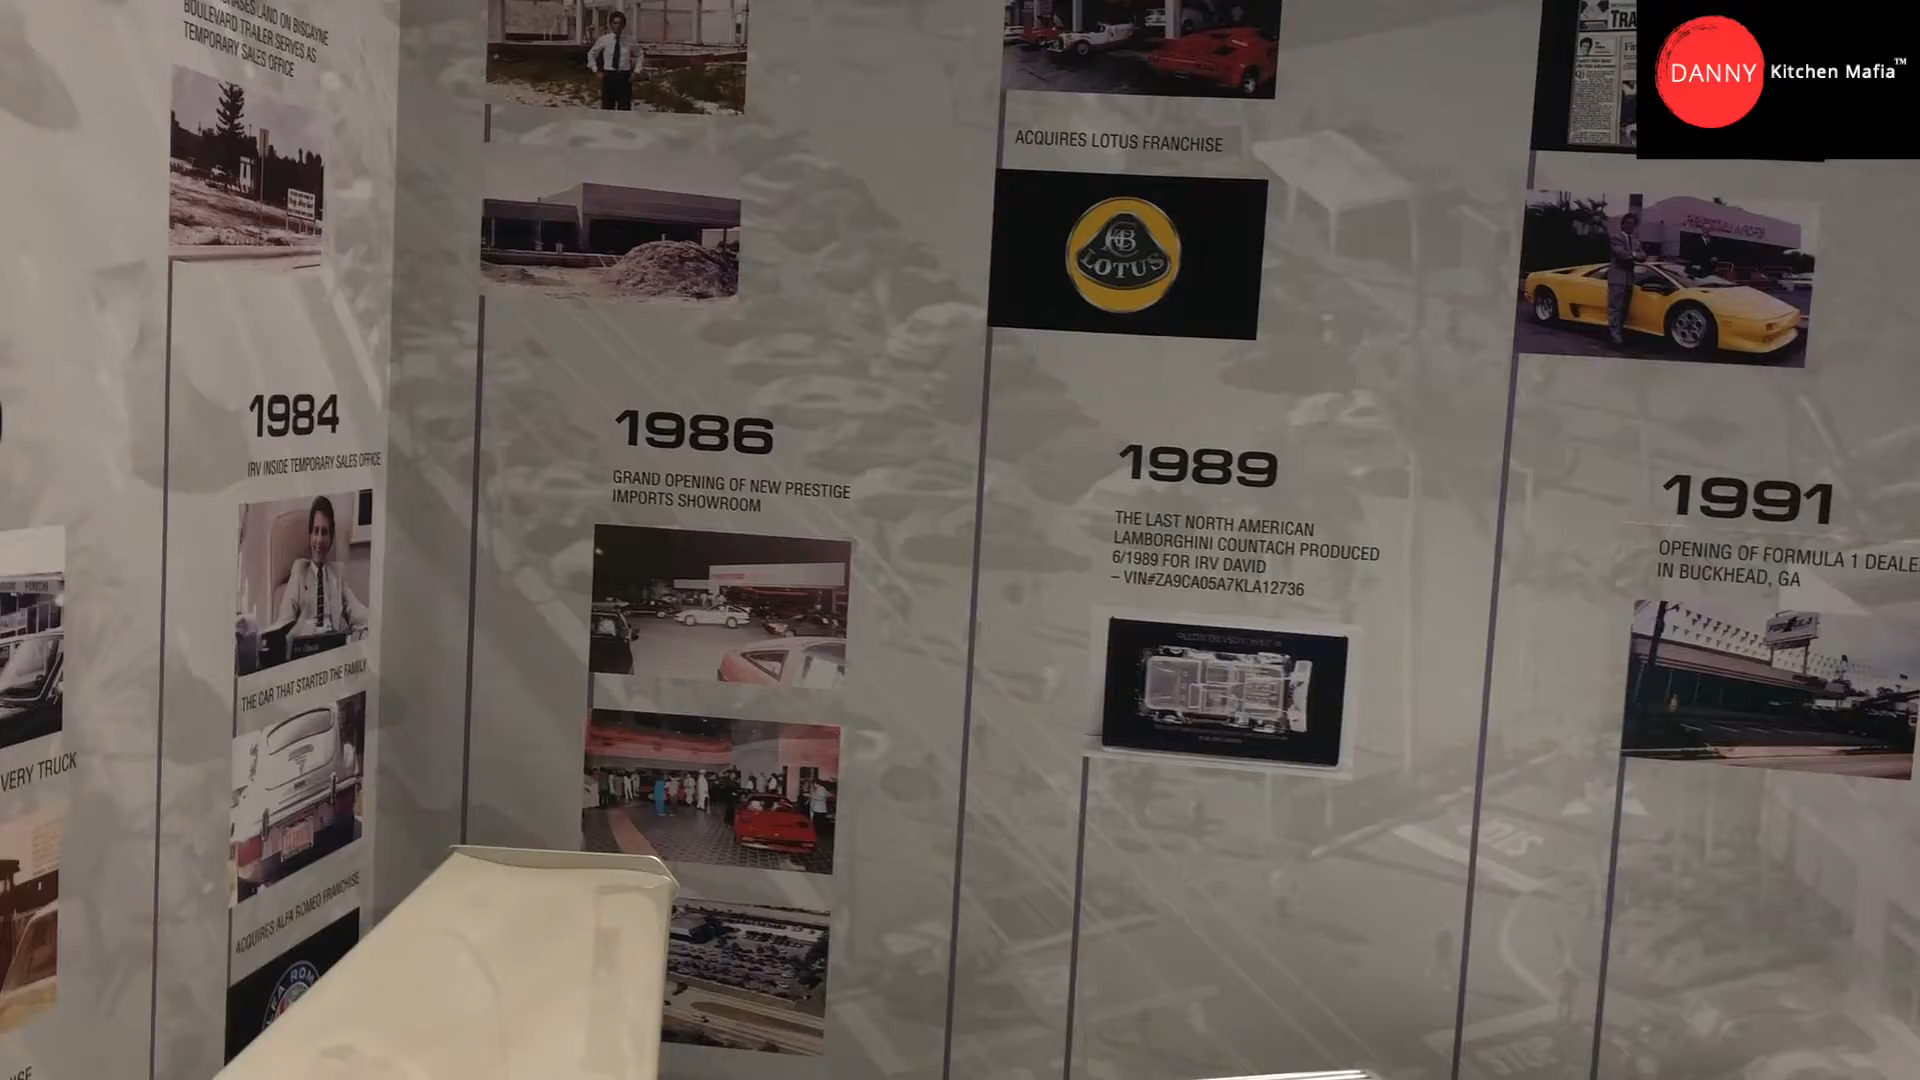 LAND ON BISCAYNE
BOULEVARD TRAILER SERVES AS
TEMPORARY SALES OFFICE
1984
IRV INSIDE TEMPORARY SALES OFFICE
THE CAR THAT STARTED THE FAMILY
ACQUIRES ALFA ROMEO FRANCHISE
VERY TRUCK
1986
GRAND OPENING OF NEW PRESTIGE
IMPORTS SHOWROOM
ACQUIRES LOTUS FRANCHISE
LOTUS
1989
THE LAST NORTH AMERICAN
LAMBORGHINI COUNTACH PRODUCED
6/1989 FOR IRV DAVID
– VIN#ZA9CA05A7KLA12736
1991
OPENING OF FORMULA 1 DEALE
IN BUCKHEAD, GA
DANNY Kitchen Mafia™